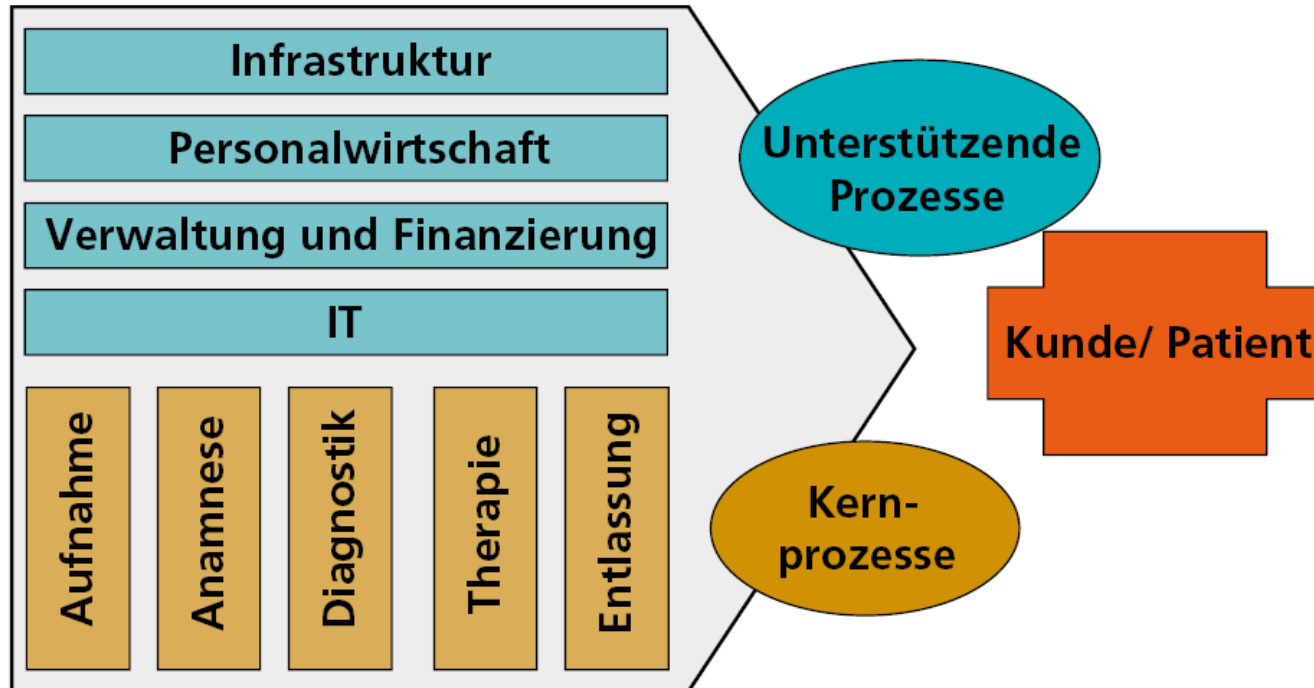 Infrastruktur
Personalwirtschaft
Verwaltung und Finanzierung
IT
Aufnahme
Anamnese
Diagnostik
Therapie
Entlassung
Unterstützende
Prozesse
Kern-
prozesse
Kunde/ Patient